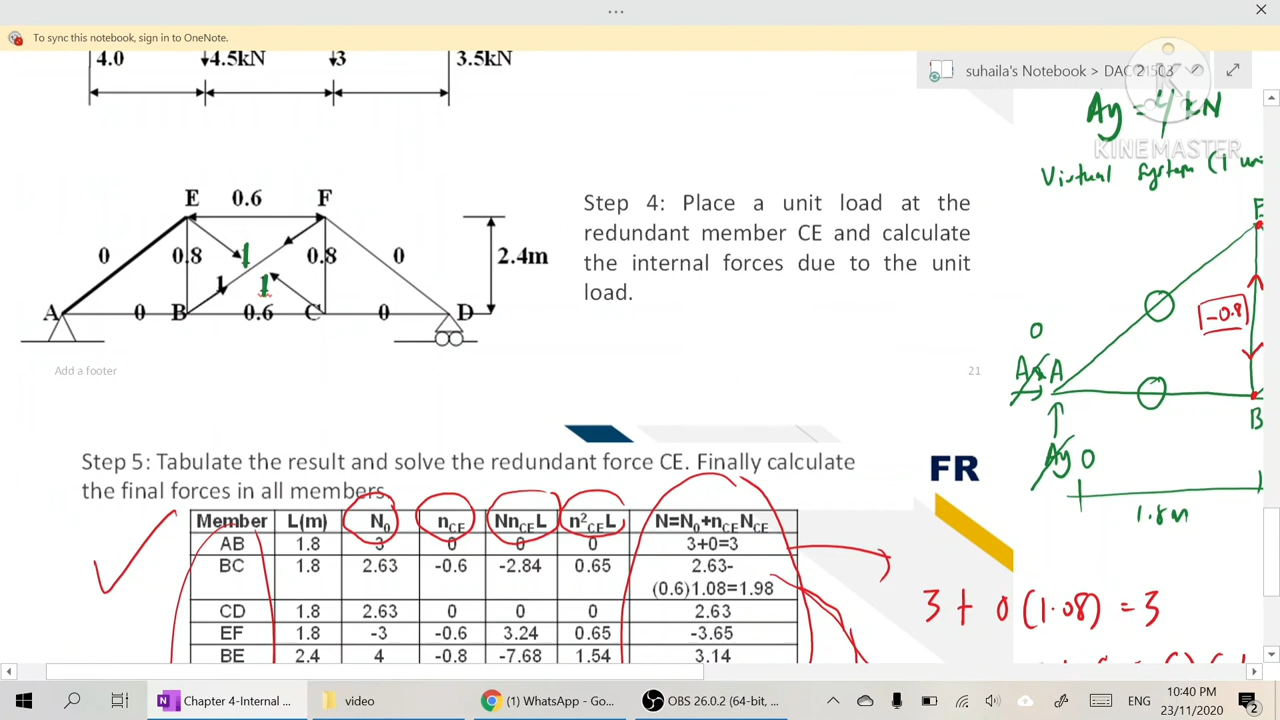 To sync this notebook, sign in to OneNote.
4.0
4.5kN
3
3.5kN
suhaila's Notebook > DAC 21503
Ay = 4 kN
KINEMASTER
Virtual System (1 uni
E
0.6
F
0
0.8
1
0.8
0
2.4m
1
1
A
0
B
0.6
C
0
D
Step 4: Place a unit load at the
redundant member CE and calculate
the internal forces due to the unit
load.
-0.8
0
A
B
Ay 0
1.8m
Add a footer
21
Step 5: Tabulate the result and solve the redundant force CE. Finally calculate
the final forces in all members.
FR
Member L(m) N0 nCE NnCEL n²CEL N=N0+nCENCE
AB 1.8 3 0 0 0 3+0=3
BC 1.8 2.63 -0.6 -2.84 0.65 2.63-
(0.6)1.08=1.98
CD 1.8 2.63 0 0 0 2.63
EF 1.8 -3 -0.6 3.24 0.65 -3.65
BE 2.4 4 -0.8 -7.68 1.54 3.14
3 + 0(1.08) = 3
Chapter 4-Internal ...
video
(1) WhatsApp - Go...
OBS 26.0.2 (64-bit, ...
ENG
10:40 PM
23/11/2020
2